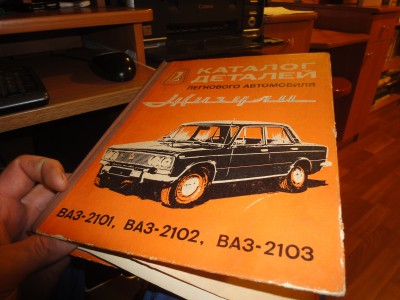 КАТАЛОГ
ДЕТАЛЕЙ
ЛЕГКОВОГО АВТОМОБИЛЯ
Жигули
ВАЗ-2101, ВАЗ-2102, ВАЗ-2103